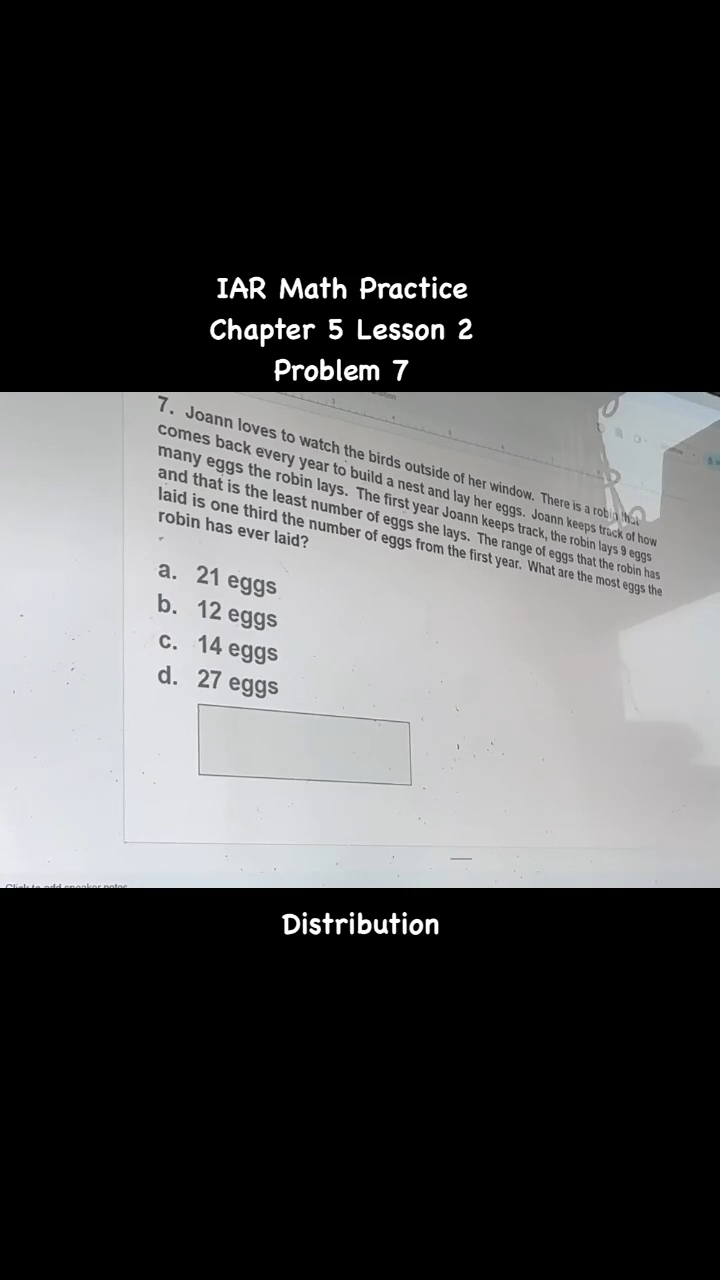 IAR Math Practice
Chapter 5 Lesson 2
Problem 7
7. Joann loves to watch the birds outside of her window. There is a robin that
comes back every year to build a nest and lay her eggs. Joann keeps track of how
many eggs the robin lays. The first year Joann keeps track, the robin lays 9 eggs
and that is the least number of eggs she lays. The range of eggs that the robin has
laid is one third the number of eggs from the first year. What are the most eggs the
robin has ever laid?
a. 21 eggs
b. 12 eggs
c. 14 eggs
d. 27 eggs
Click to add speaker notes
Distribution